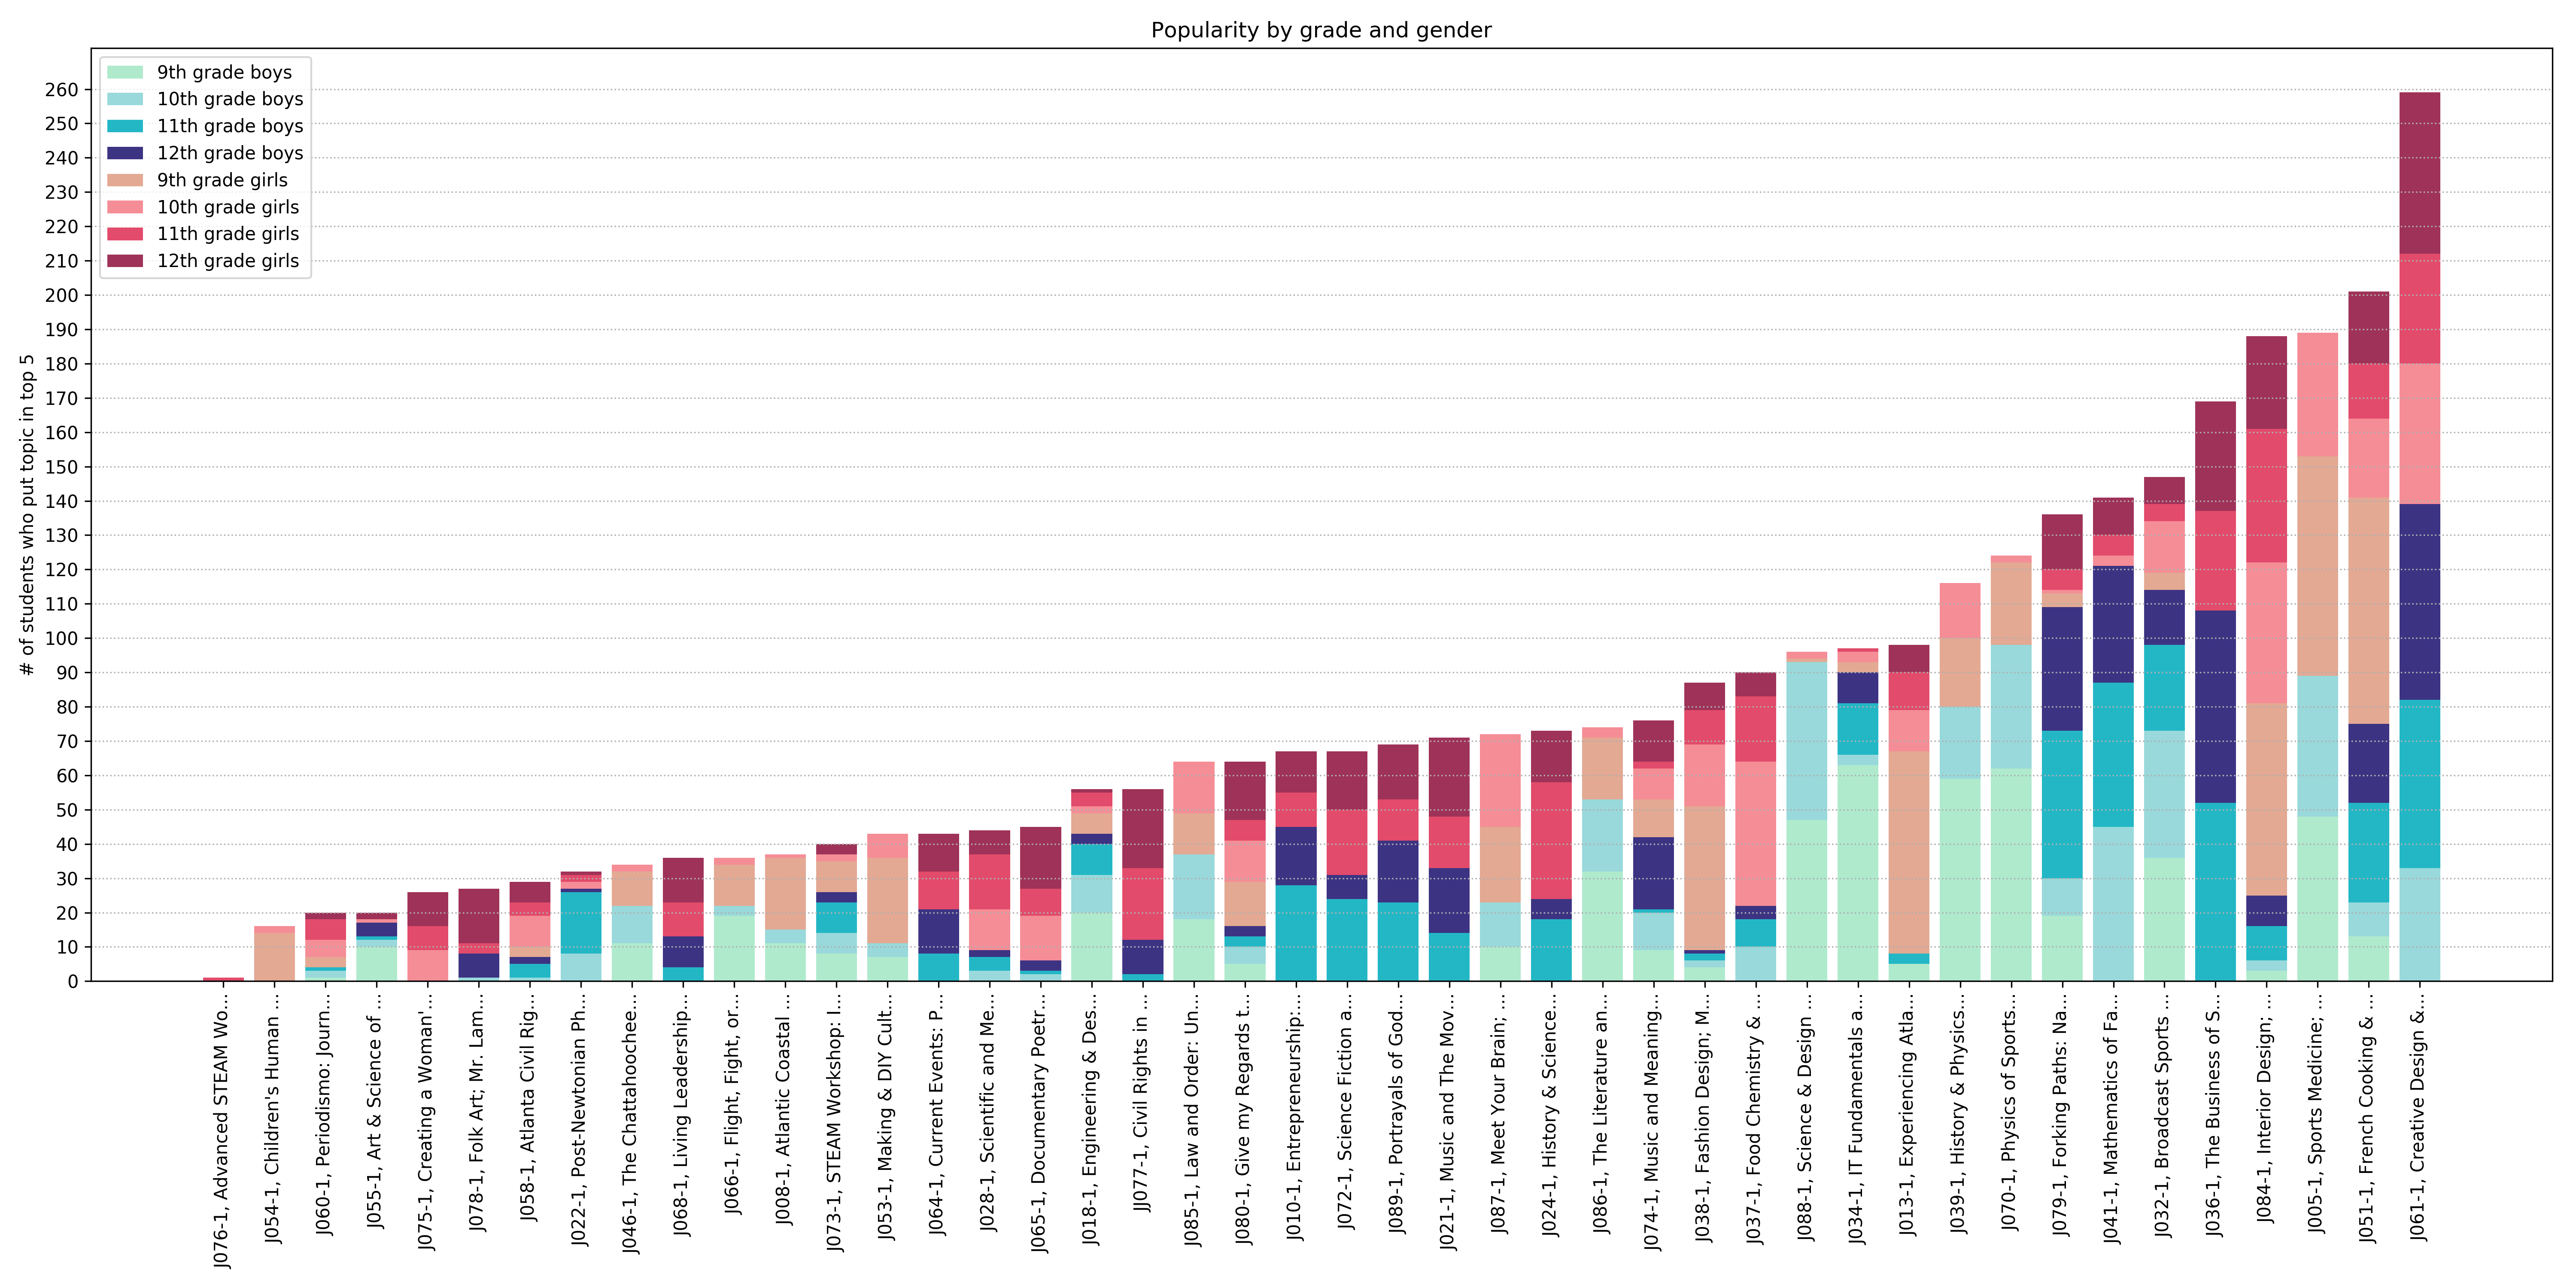 Popularity by grade and gender
9th grade boys
10th grade boys
11th grade boys
12th grade boys
9th grade girls
10th grade girls
11th grade girls
12th grade girls
# of students who put topic in top 5
260
250
240
230
220
210
200
190
180
170
160
150
140
130
120
110
100
90
80
70
60
50
40
30
20
10
0
J076-1, Advanced STEAM Wo...
J054-1, Children's Human ...
J060-1, Periodismo: Journ...
J055-1, Art & Science of ...
J075-1, Creating a Woman'...
J078-1, Folk Art; Mr. Lam...
J058-1, Atlanta Civil Rig...
J022-1, Post-Newtonian Ph...
J046-1, The Chattahoochee...
J068-1, Living Leadership...
J066-1, Flight, Fight, or...
J008-1, Atlantic Coastal ...
J073-1, STEAM Workshop: I...
J053-1, Making & DIY Cult...
J064-1, Current Events: P...
J028-1, Scientific and Me...
J065-1, Documentary Poetr...
J018-1, Engineering & Des...
JJ077-1, Civil Rights in ...
J085-1, Law and Order: Un...
J080-1, Give my Regards t...
J010-1, Entrepreneurship:...
J072-1, Science Fiction a...
J089-1, Portrayals of God...
J021-1, Music and The Mov...
J087-1, Meet Your Brain; ...
J024-1, History & Science...
J086-1, The Literature an...
J074-1, Music and Meaning...
J038-1, Fashion Design; M...
J037-1, Food Chemistry & ...
J088-1, Science & Design ...
J034-1, IT Fundamentals a...
J013-1, Experiencing Atla...
J039-1, History & Physics...
J070-1, Physics of Sports...
J079-1, Forking Paths: Na...
J041-1, Mathematics of Fa...
J032-1, Broadcast Sports ...
J036-1, The Business of S...
J084-1, Interior Design; ...
J005-1, Sports Medicine; ...
J051-1, French Cooking & ...
J061-1, Creative Design &...